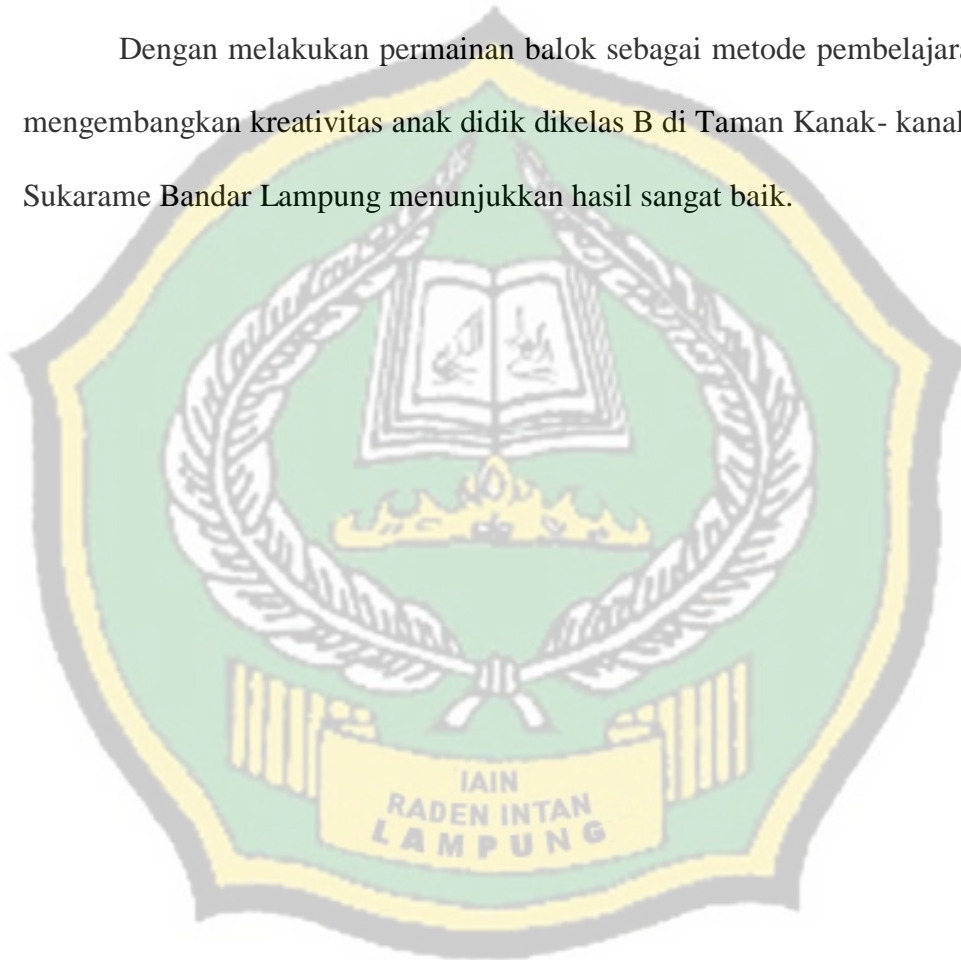 Dengan melakukan permainan balok sebagai metode pembelajara
mengembangkan kreativitas anak didik dikelas B di Taman Kanak- kanak
Sukarame Bandar Lampung menunjukkan hasil sangat baik.
IAIN
RADEN INTAN
LAMPUNG